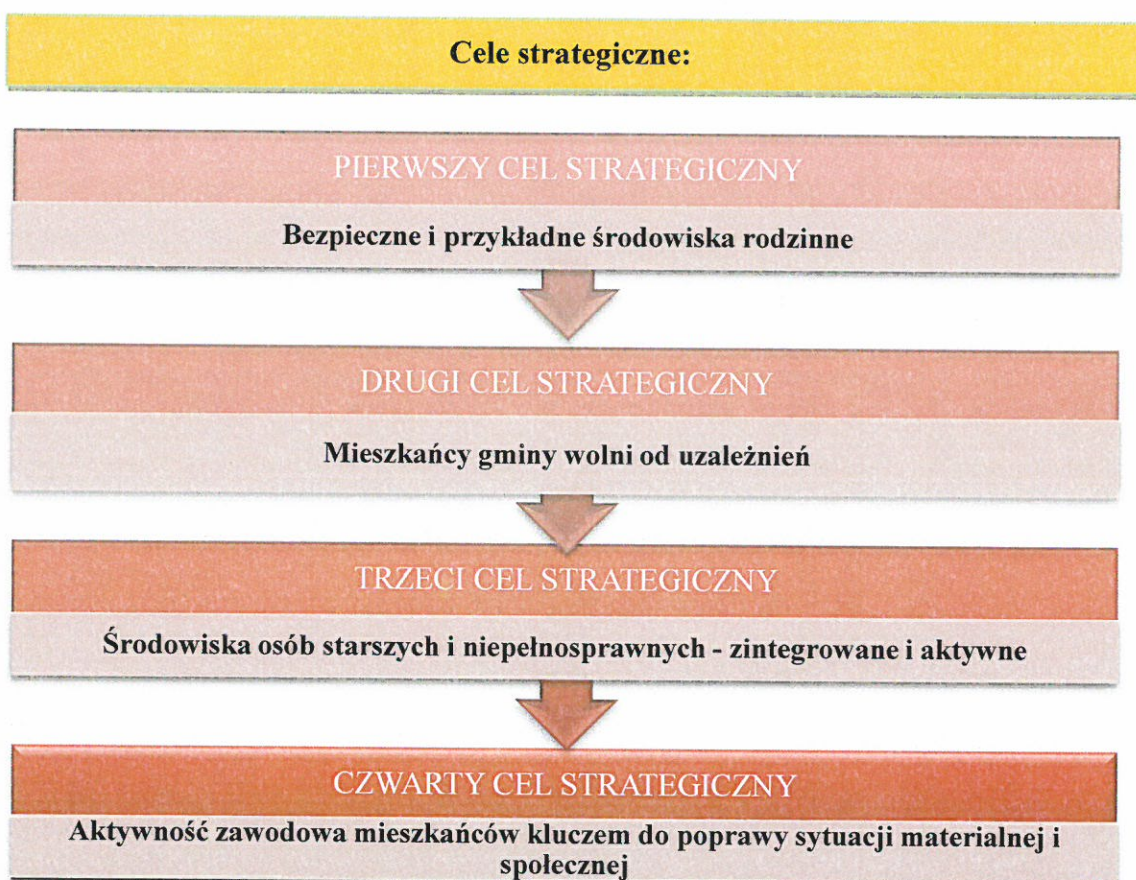 Cele strategiczne:
PIERWSZY CEL STRATEGICZNY
Bezpieczne i przykładne środowiska rodzinne
DRUGI CEL STRATEGICZNY
Mieszkańcy gminy wolni od uzależnień
TRZECI CEL STRATEGICZNY
Środowiska osób starszych i niepełnosprawnych - zintegrowane i aktywne
CZWARTY CEL STRATEGICZNY
Aktywność zawodowa mieszkańców kluczem do poprawy sytuacji materialnej i
społecznej